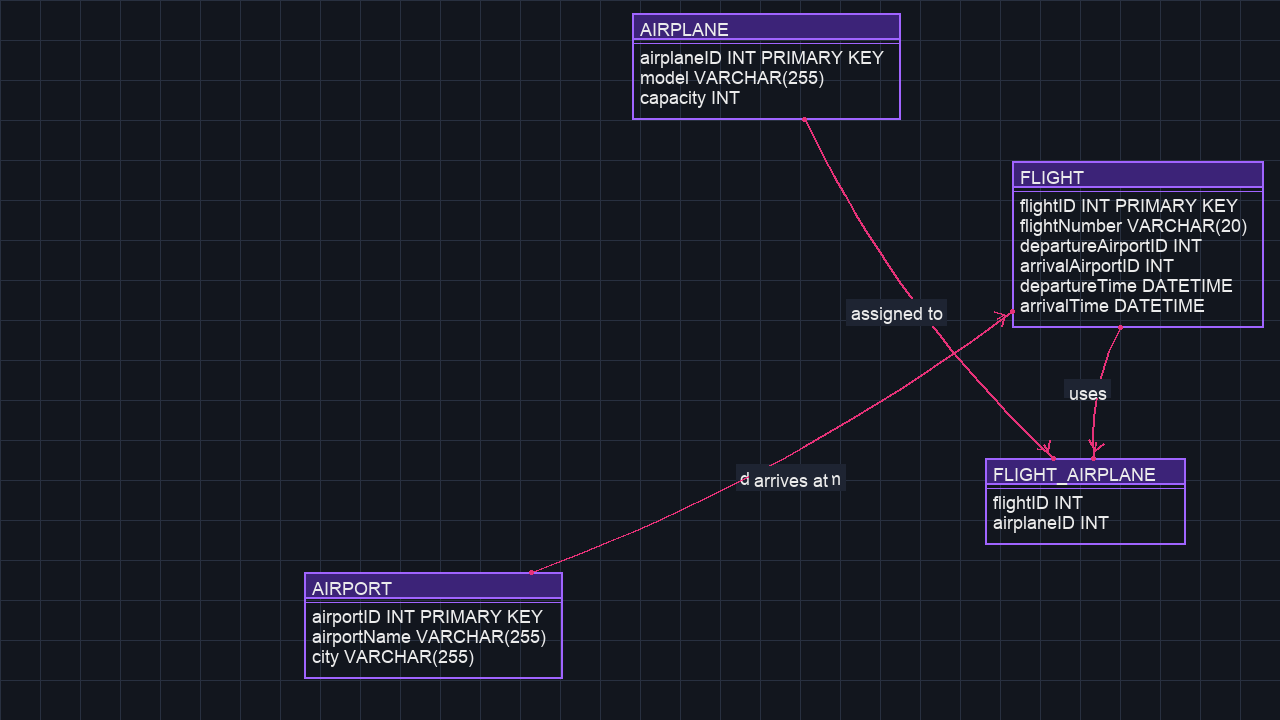 AIRPLANE
airplaneID INT PRIMARY KEY
model VARCHAR(255)
capacity INT
FLIGHT
flightID INT PRIMARY KEY
flightNumber VARCHAR(20)
departureAirportID INT
arrivalAirportID INT
departureTime DATETIME
arrivalTime DATETIME
assigned to
uses
arrives at
FLIGHT_AIRPLANE
flightID INT
airplaneID INT
AIRPORT
airportID INT PRIMARY KEY
airportName VARCHAR(255)
city VARCHAR(255)